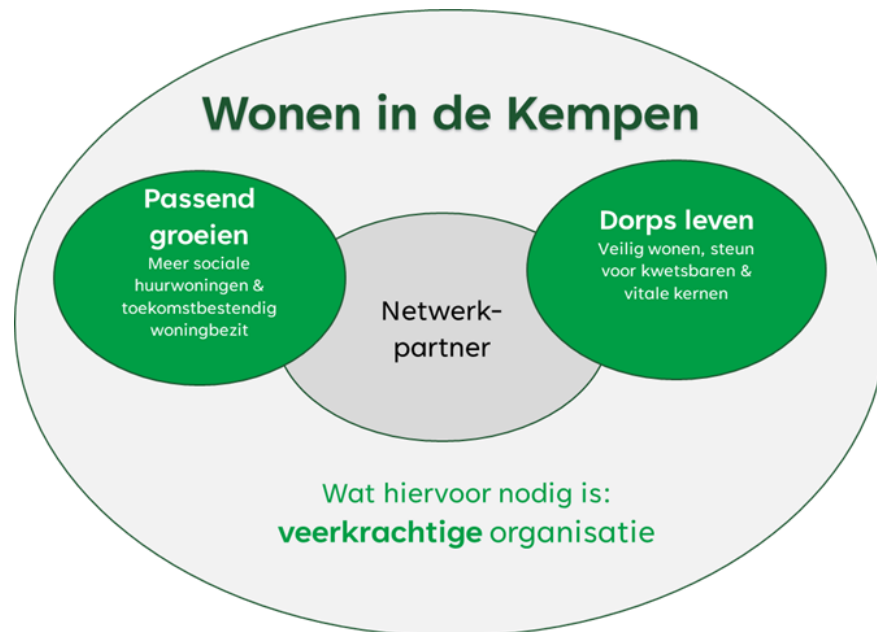 Wonen in de Kempen
Passend
groeien
Meer sociale
huurwoningen &
toekomstbestendig
woningbezit
Netwerk-
partner
Dorps leven
Veilig wonen, steun
voor kwetsbaren &
vitale kernen
Wat hiervoor nodig is:
veerkrachtige organisatie